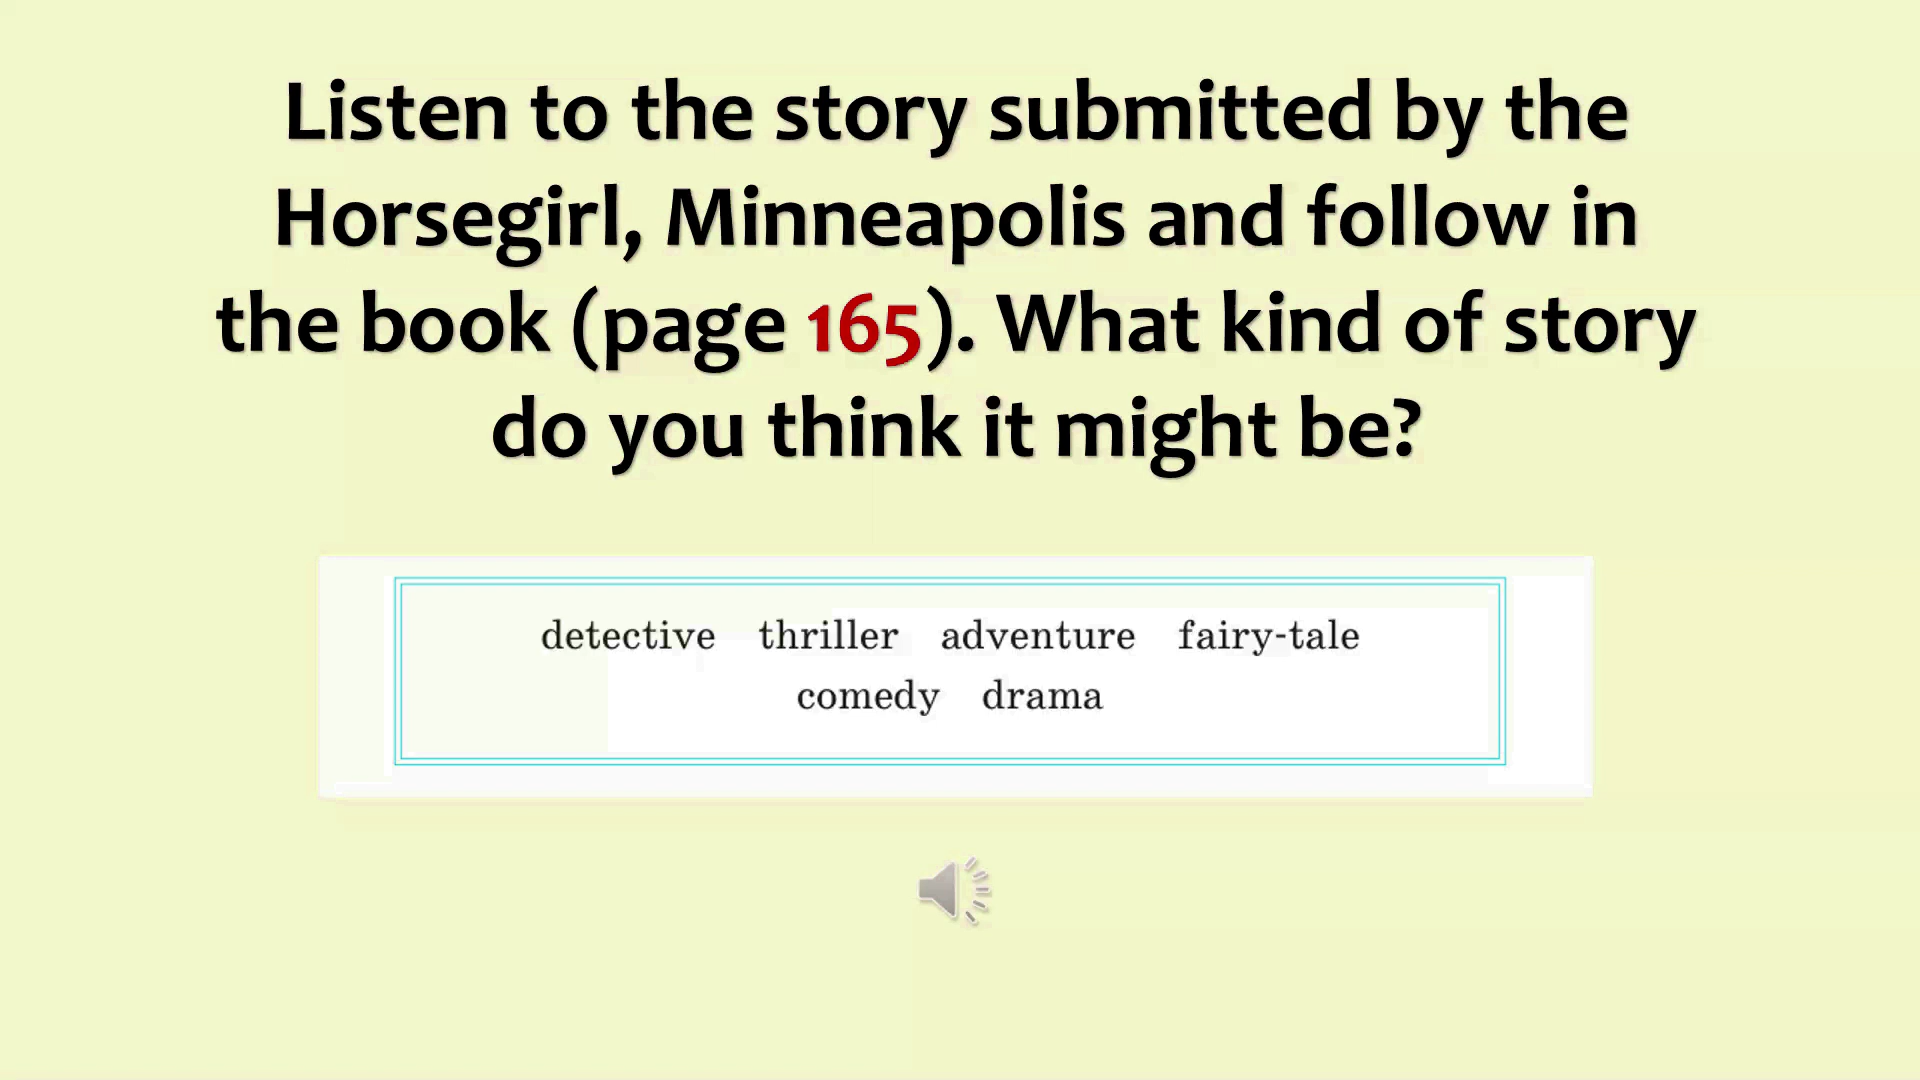 Listen to the story submitted by the
Horsegirl, Minneapolis and follow in
the book (page 165). What kind of story
do you think it might be?
detective thriller adventure fairy-tale
comedy drama